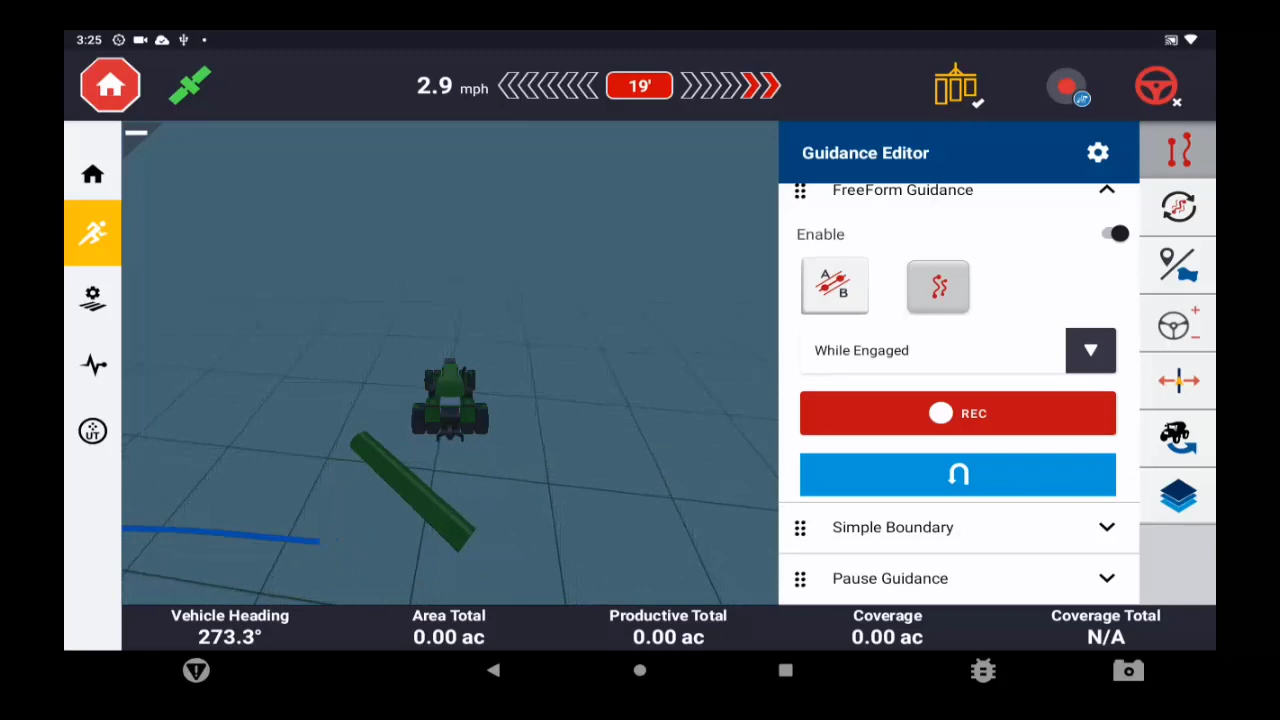 3:25
2.9 mph
19'
Guidance Editor
FreeForm Guidance
Enable
A
B
While Engaged
REC
Simple Boundary
Pause Guidance
UT
Vehicle Heading
273.3°
Area Total
0.00 ac
Productive Total
0.00 ac
Coverage
0.00 ac
Coverage Total
N/A